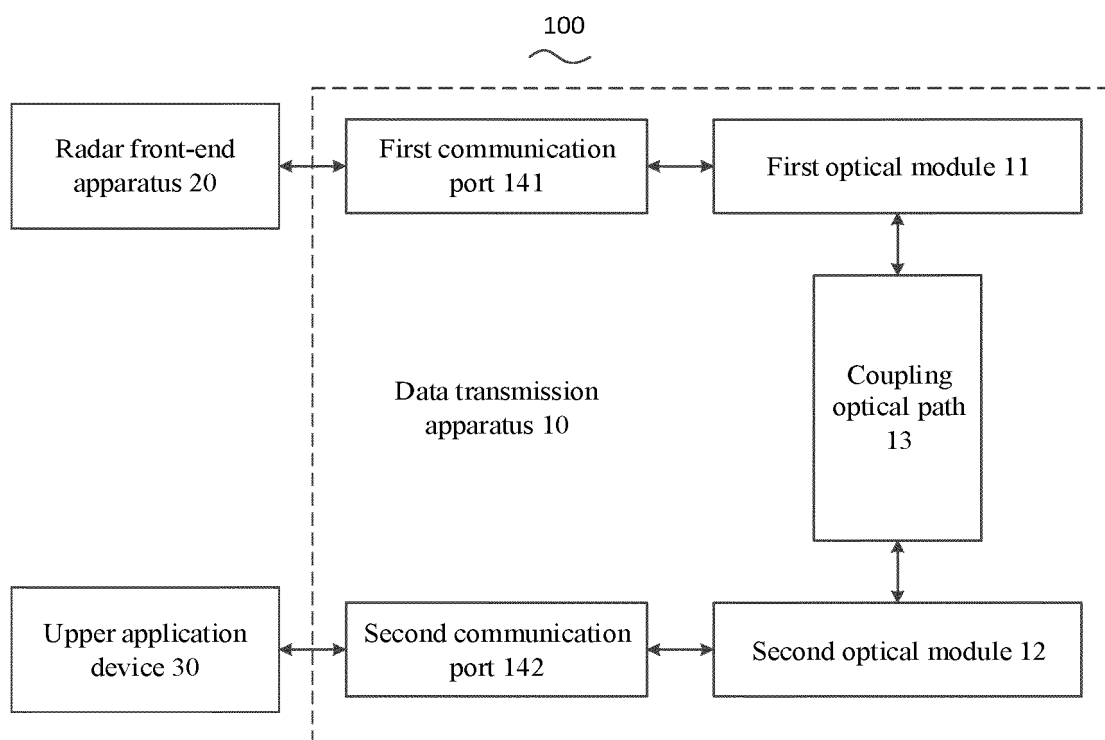 100
Radar front-end
apparatus 20
First communication
port 141
First optical module 11
Data transmission
apparatus 10
Coupling
optical path
13
Upper application
device 30
Second communication
port 142
Second optical module 12